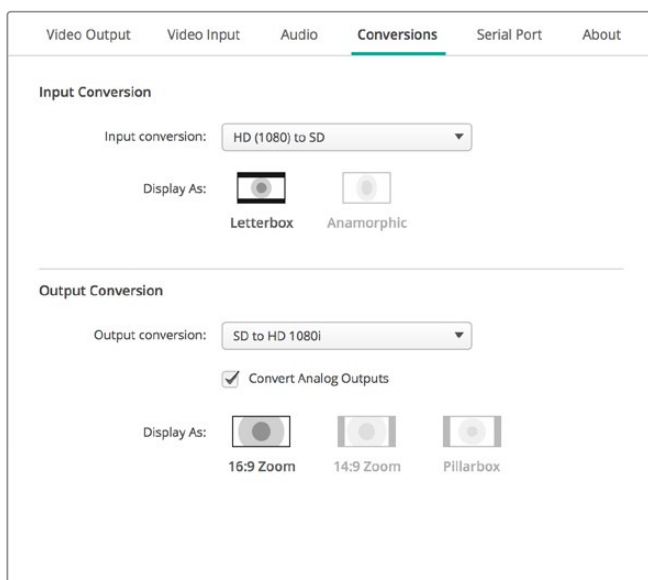 Video Output Video Input Audio Conversions Serial Port About
Input Conversion
Input conversion: HD (1080) to SD
Display As:
Letterbox Anamorphic
Output Conversion
Output conversion: SD to HD 1080i
Convert Analog Outputs
Display As:
16:9 Zoom 14:9 Zoom Pillarbox